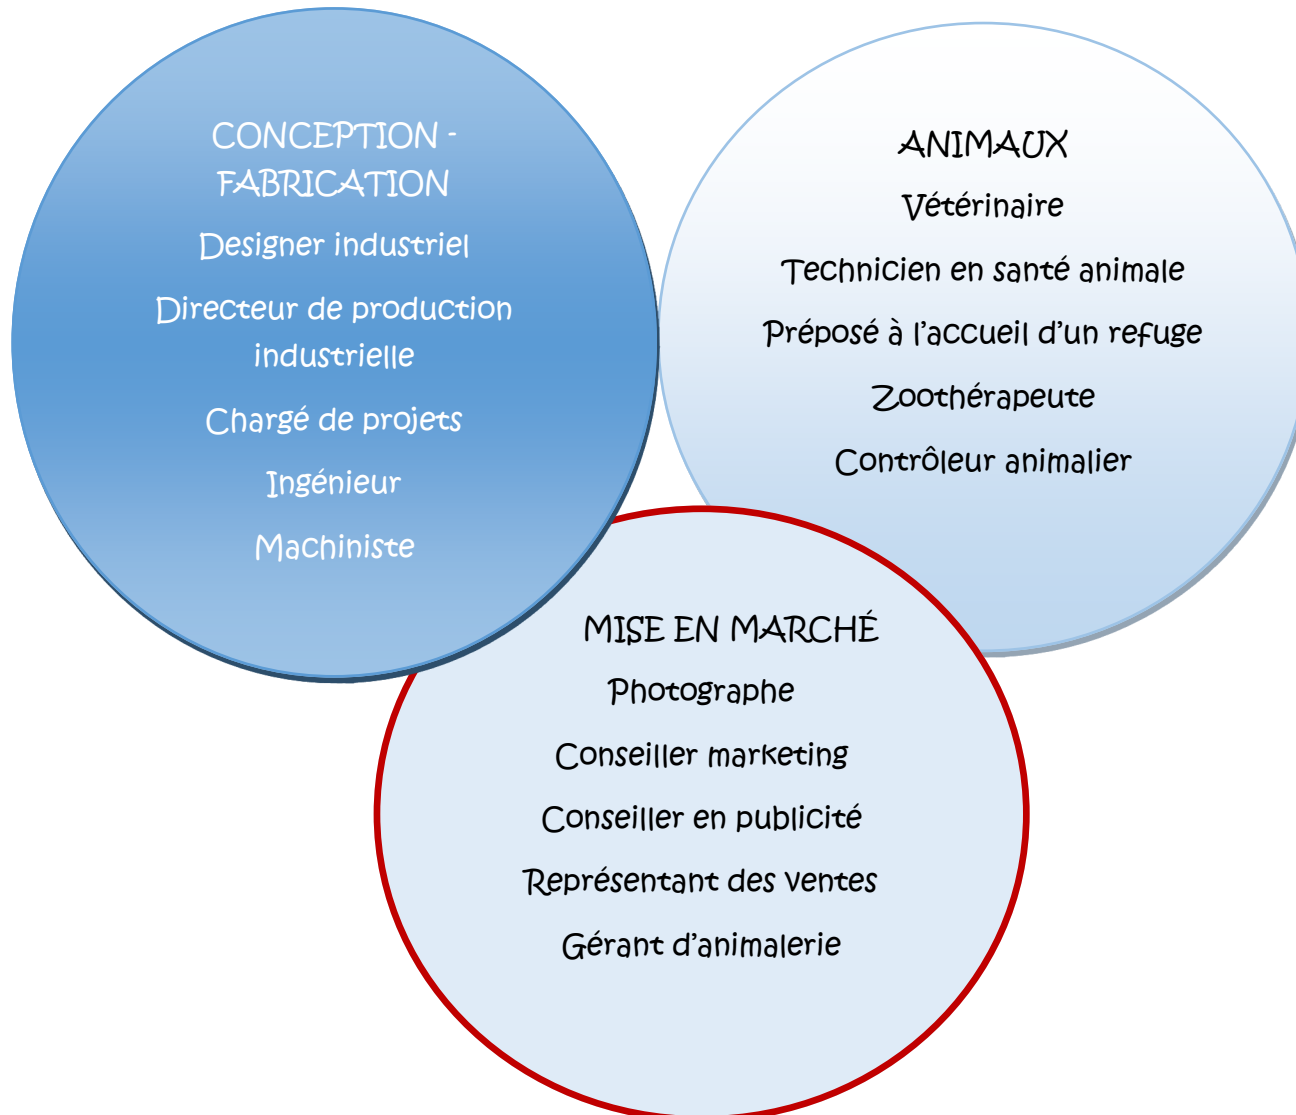 CONCEPTION -
FABRICATION
Designer industriel
Directeur de production
industrielle
Chargé de projets
Ingénieur
Machiniste
ANIMAUX
Vétérinaire
Technicien en santé animale
Préposé à l’accueil d’un refuge
Zoothérapeute
Contrôleur animalier
MISE EN MARCHÉ
Photographe
Conseiller marketing
Conseiller en publicité
Représentant des ventes
Gérant d’animalerie